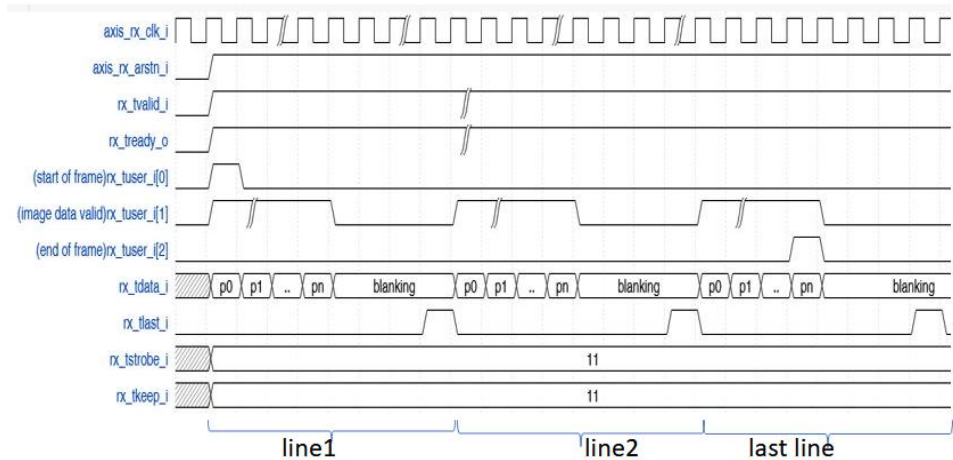 axis_rx_clk_i
axis_rx_arstn_i
rx_tvalid_i
rx_tready_o
(start of frame)rx_tuser_i[0]
(image data valid)rx_tuser_i[1]
(end of frame)rx_tuser_i[2]
rx_tdata_i p0 p1 .. pn blanking p0 p1 .. pn blanking p0 p1 .. pn blanking
rx_tlast_i
rx_tstrobe_i 11
rx_tkeep_i 11
line1 line2 last line